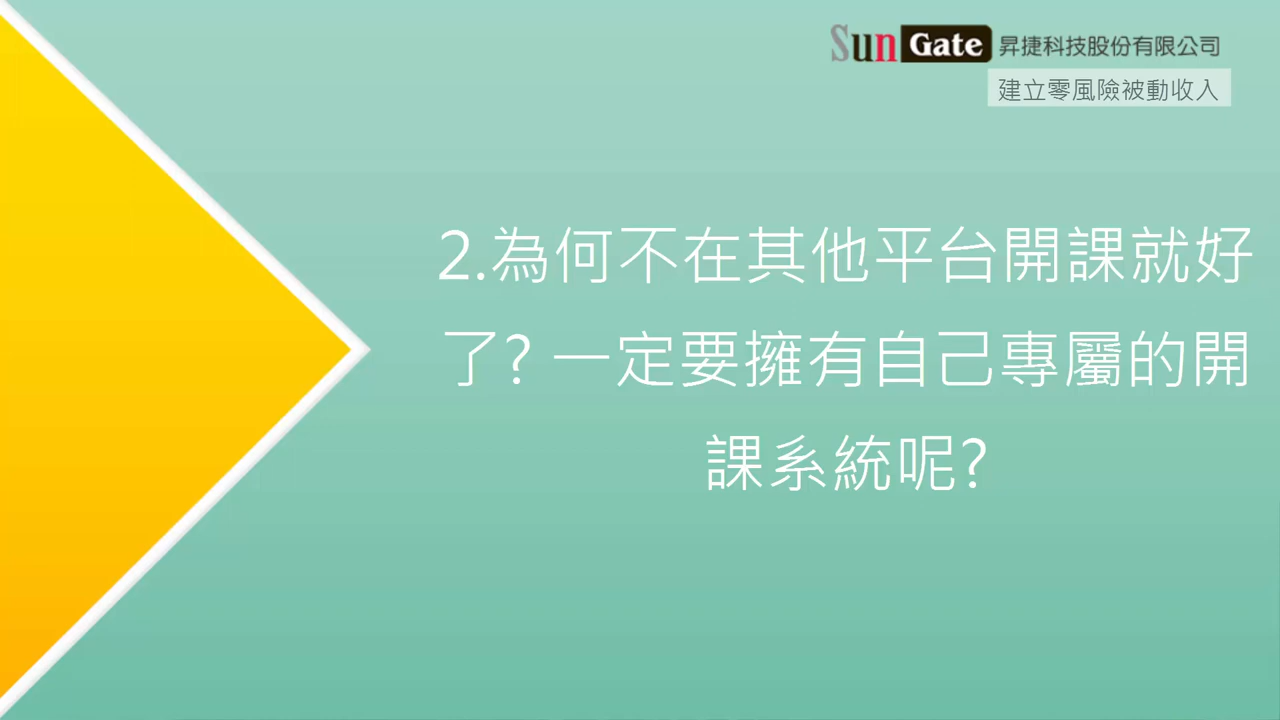 Sun Gate 昇捷科技股份有限公司
建立零風險被動收入
2.為何不在其他平台開課就好
了? 一定要擁有自己專屬的開
課系統呢?